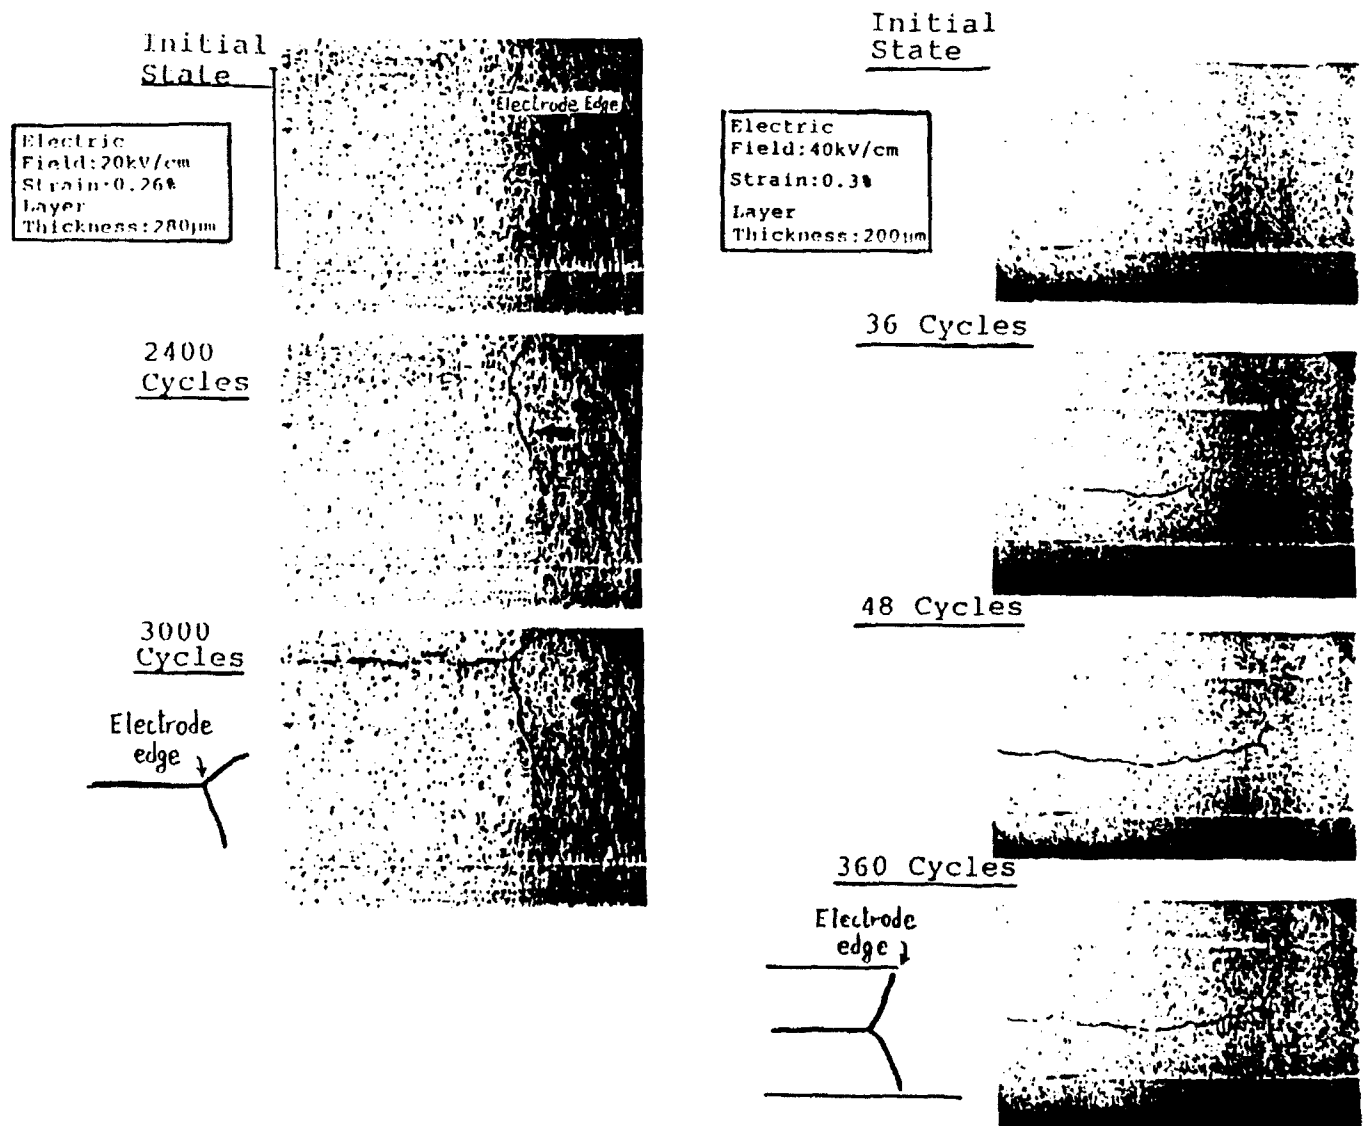 Initial
State
Electrode Edge
Electric
Field:20kV/cm
Strain:0.26%
Layer
Thickness:280μm
2400
Cycles
3000
Cycles
Electrode
edge
Initial
State
Electric
Field:40kV/cm
Strain:0.3%
Layer
Thickness:200μm
36 Cycles
48 Cycles
360 Cycles
Electrode
edge